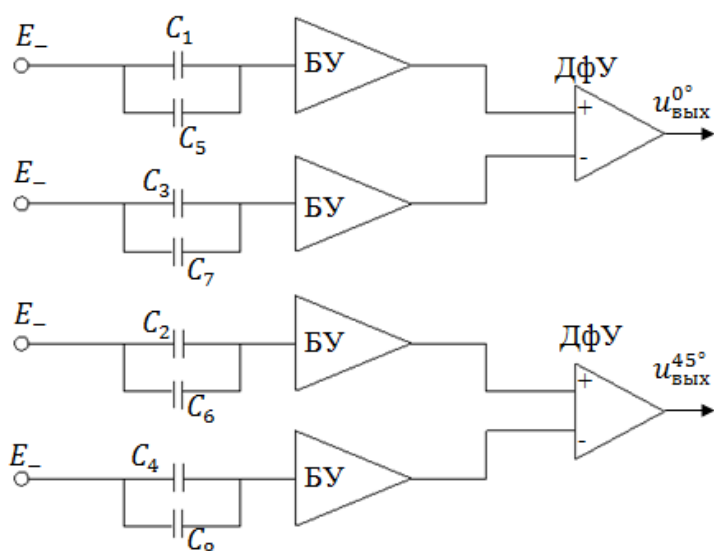 E_ C₁ БУ ДфУ
C₅ + - u⁰°вых
E_ C₃ БУ
C₇
E_ C₂ БУ ДфУ
C₆ + - u⁴⁵°вых
E_ C₄ БУ
C₈